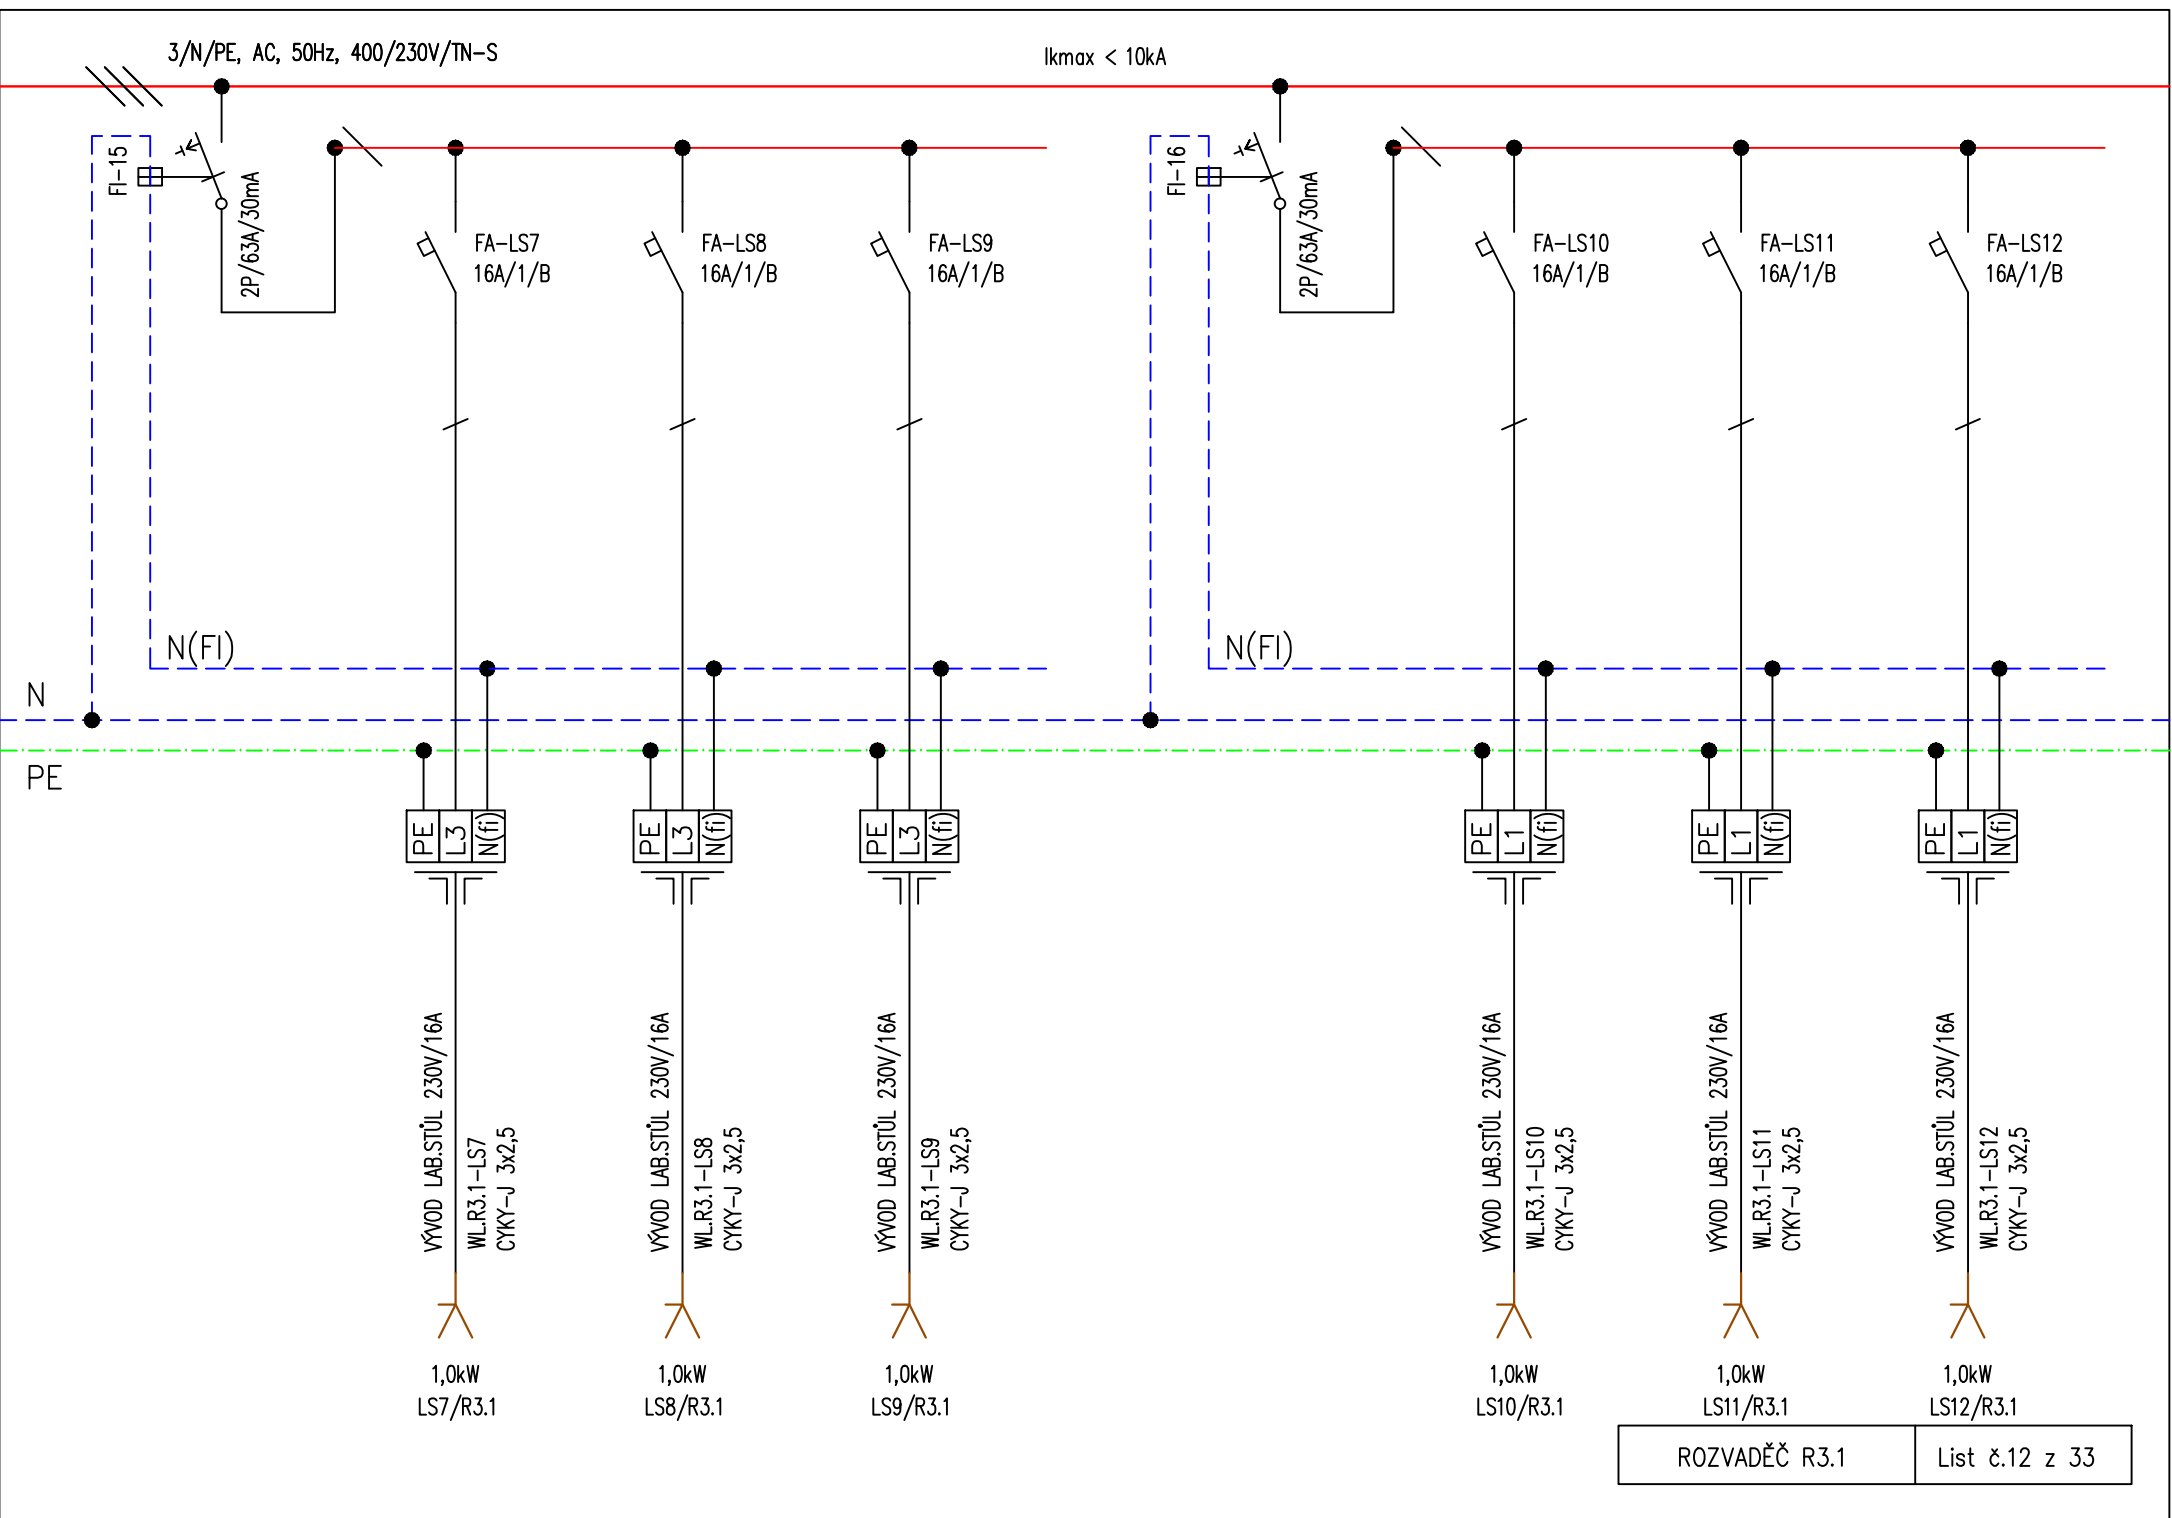 3/N/PE, AC, 50Hz, 400/230V/TN-S
Ikmax < 10kA
FI-15
2P/63A/30mA
FA-LS7
16A/1/B
FA-LS8
16A/1/B
FA-LS9
16A/1/B
FI-16
2P/63A/30mA
FA-LS10
16A/1/B
FA-LS11
16A/1/B
FA-LS12
16A/1/B
N(FI)
N(FI)
N
PE
PE L3 N(fi)
PE L3 N(fi)
PE L3 N(fi)
PE L1 N(fi)
PE L1 N(fi)
PE L1 N(fi)
VÝVOD LAB.STŮL 230V/16A
WL.R3.1-LS7
CYKY-J 3x2,5
VÝVOD LAB.STŮL 230V/16A
WL.R3.1-LS8
CYKY-J 3x2,5
VÝVOD LAB.STŮL 230V/16A
WL.R3.1-LS9
CYKY-J 3x2,5
VÝVOD LAB.STŮL 230V/16A
WL.R3.1-LS10
CYKY-J 3x2,5
VÝVOD LAB.STŮL 230V/16A
WL.R3.1-LS11
CYKY-J 3x2,5
VÝVOD LAB.STŮL 230V/16A
WL.R3.1-LS12
CYKY-J 3x2,5
1,0kW
LS7/R3.1
1,0kW
LS8/R3.1
1,0kW
LS9/R3.1
1,0kW
LS10/R3.1
1,0kW
LS11/R3.1
1,0kW
LS12/R3.1
ROZVADĚČ R3.1
List č.12 z 33